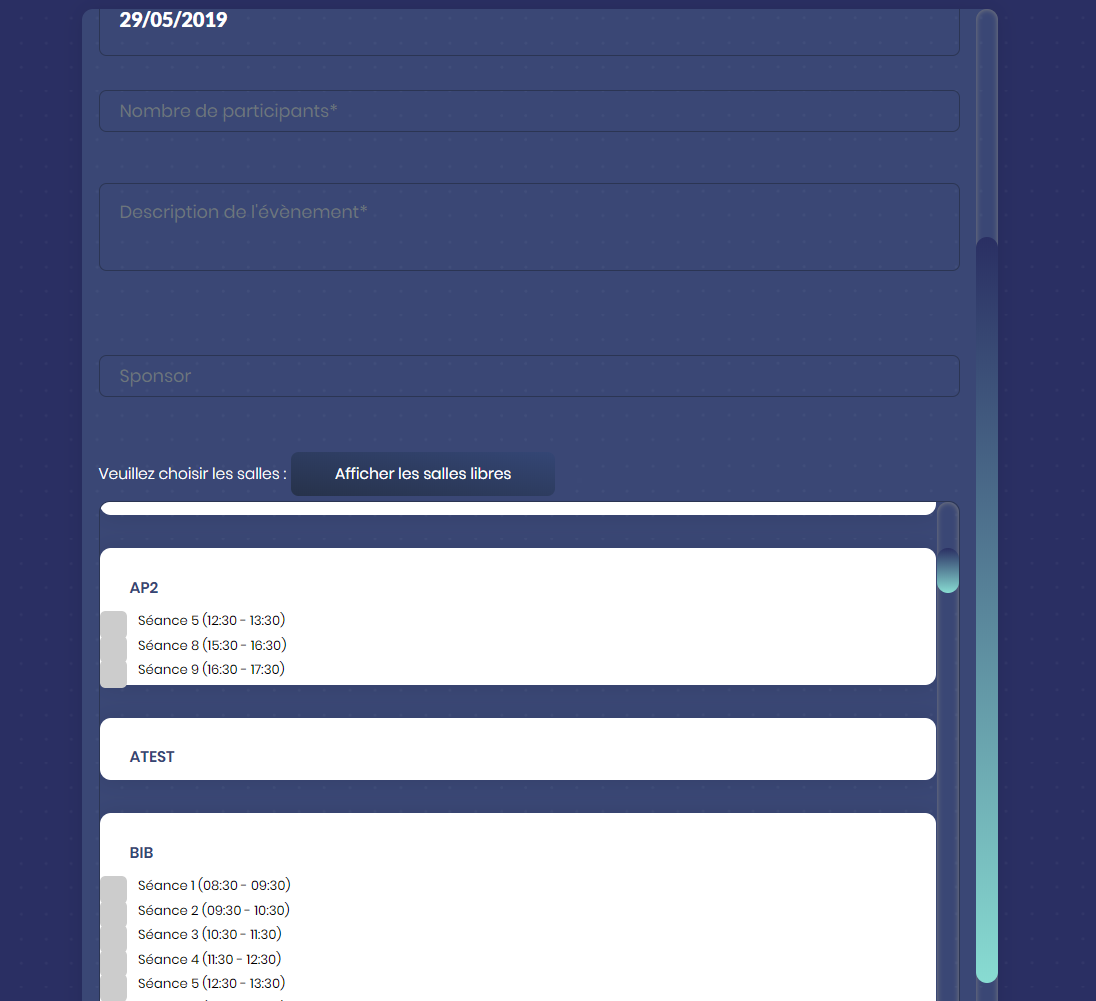 29/05/2019
Nombre de participants*
Description de l'évènement*
Sponsor
Veuillez choisir les salles : Afficher les salles libres
AP2
Séance 5 (12:30 - 13:30)
Séance 8 (15:30 - 16:30)
Séance 9 (16:30 - 17:30)
ATEST
BIB
Séance 1 (08:30 - 09:30)
Séance 2 (09:30 - 10:30)
Séance 3 (10:30 - 11:30)
Séance 4 (11:30 - 12:30)
Séance 5 (12:30 - 13:30)